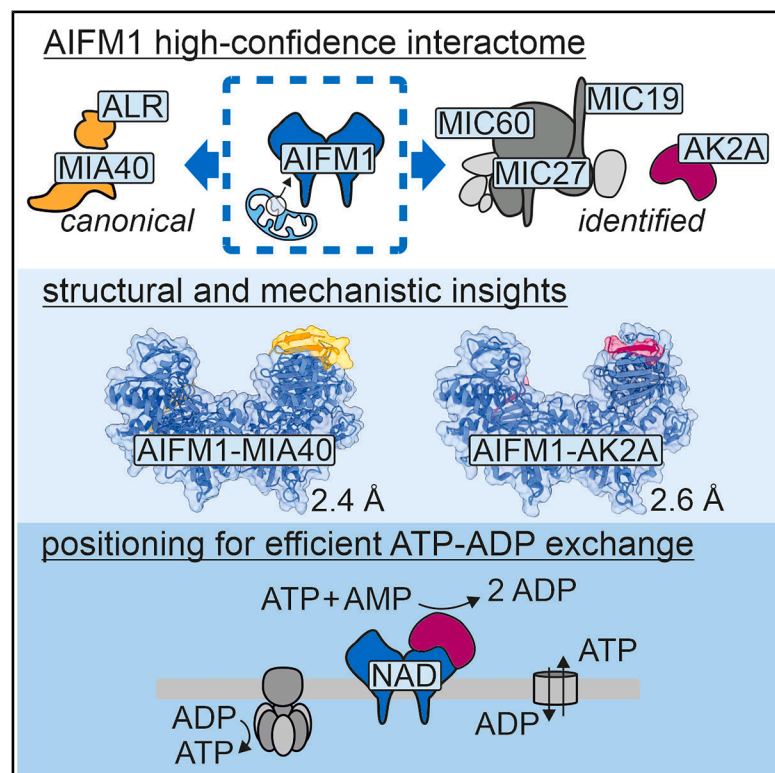 AIFM1 high-confidence interactome
ALR
MIA40
canonical
AIFM1
MIC60
MIC19
MIC27
AK2A
identified
structural and mechanistic insights
AIFM1-MIA40
2.4 Å
AIFM1-AK2A
2.6 Å
positioning for efficient ATP-ADP exchange
ATP+AMP
2 ADP
NAD
ADP
ATP
ATP
ADP